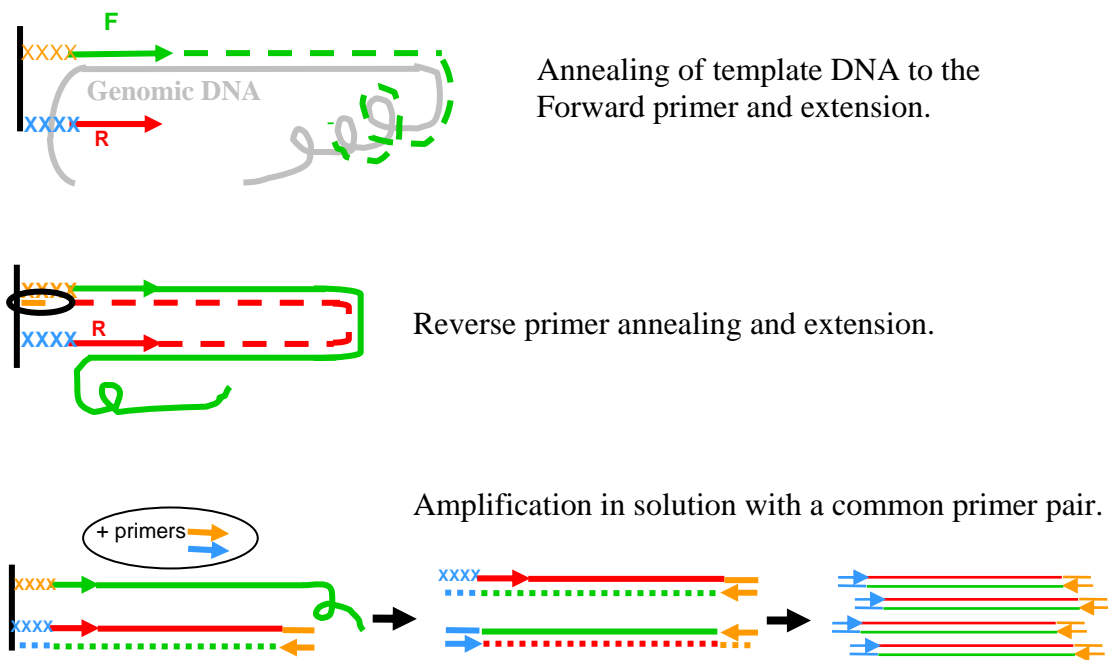 F
XXXX
Genomic DNA
XXXX
R
Annealing of template DNA to the
Forward primer and extension.
XXXX
XXXX
R
Reverse primer annealing and extension.
Amplification in solution with a common primer pair.
+ primers
XXXX
XXXX
XXXX